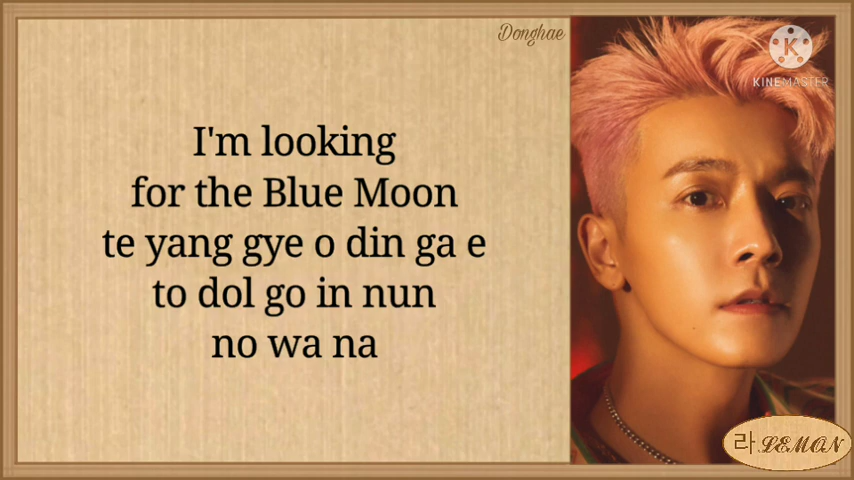 Donghae
K
KINEMASTER
I'm looking
for the Blue Moon
te yang gye o din ga e
to dol go in nun
no wa na
라 LEMON